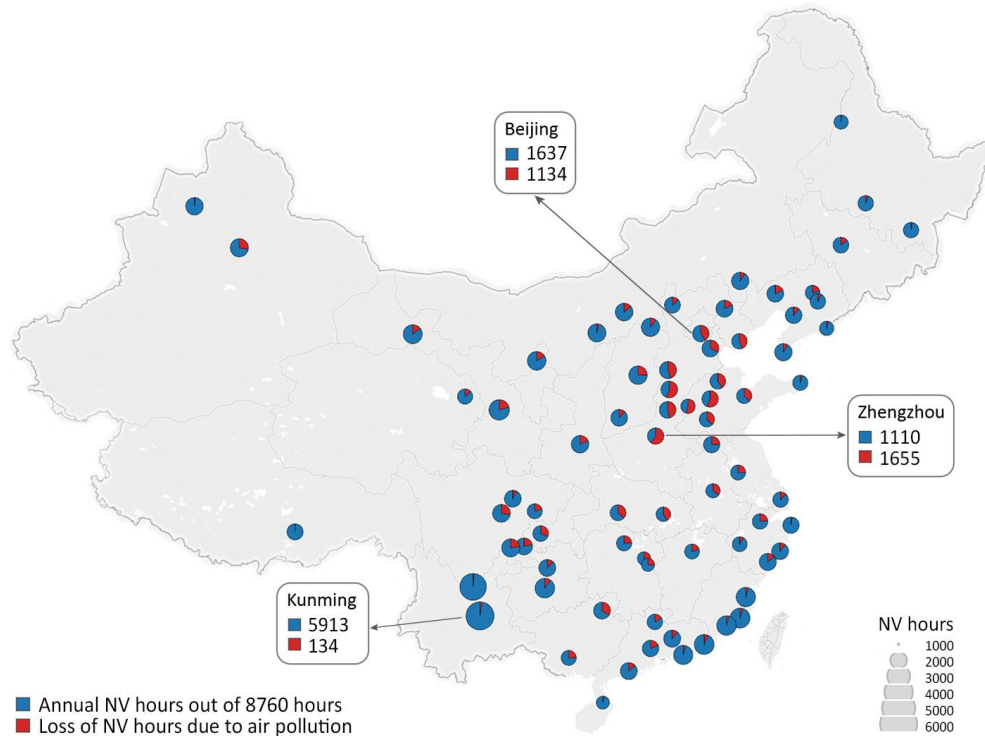 Beijing
1637
1134
Zhengzhou
1110
1655
Kunming
5913
134
NV hours
1000
2000
3000
4000
5000
6000
Annual NV hours out of 8760 hours
Loss of NV hours due to air pollution